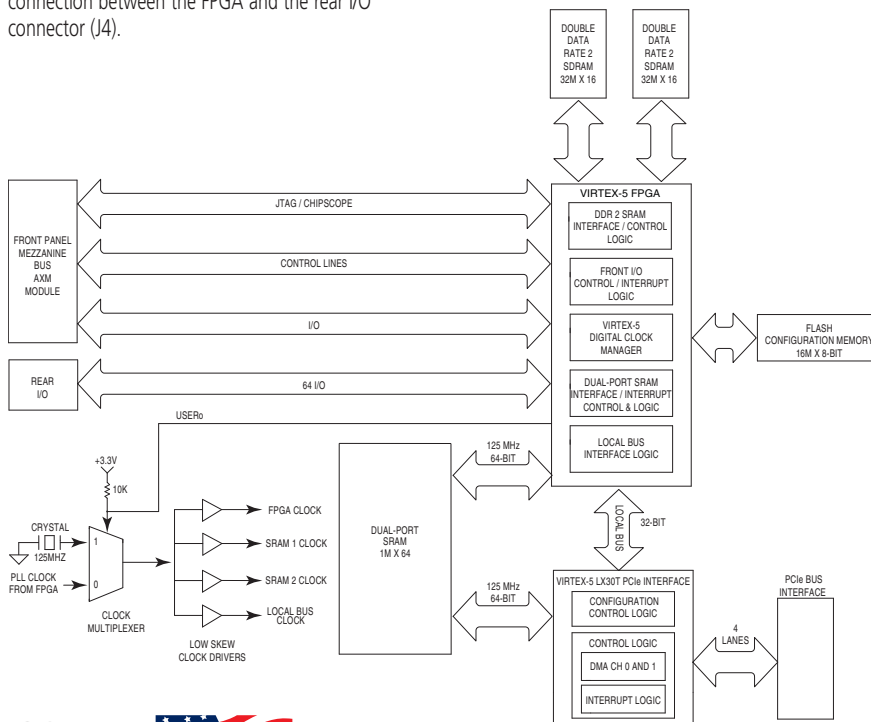 connection between the FPGA and the rear I/O
connector (J4).
DOUBLE
DATA
RATE 2
SDRAM
32M X 16
DOUBLE
DATA
RATE 2
SDRAM
32M X 16
FRONT PANEL
MEZZANINE
BUS
AXM
MODULE
JTAG / CHIPSCOPE
CONTROL LINES
I/O
REAR
I/O
64 I/O
USERo
VIRTEX-5 FPGA
DDR 2 SRAM
INTERFACE / CONTROL
LOGIC
FRONT I/O
CONTROL / INTERRUPT
LOGIC
VIRTEX-5
DIGITAL CLOCK
MANAGER
DUAL-PORT SRAM
INTERFACE / INTERRUPT
CONTROL & LOGIC
LOCAL BUS
INTERFACE LOGIC
FLASH
CONFIGURATION MEMORY
16M X 8-BIT
+3.3V
10K
CRYSTAL
125MHZ
1
PLL CLOCK
FROM FPGA
0
CLOCK
MULTIPLEXER
FPGA CLOCK
SRAM 1 CLOCK
SRAM 2 CLOCK
LOCAL BUS
CLOCK
LOW SKEW
CLOCK DRIVERS
DUAL-PORT
SRAM
1M X 64
125 MHz
64-BIT
125 MHz
64-BIT
LOCAL BUS
32-BIT
VIRTEX-5 LX30T PCIe INTERFACE
CONFIGURATION
CONTROL LOGIC
CONTROL LOGIC
DMA CH 0 AND 1
INTERRUPT LOGIC
4
LANES
PCIe BUS
INTERFACE